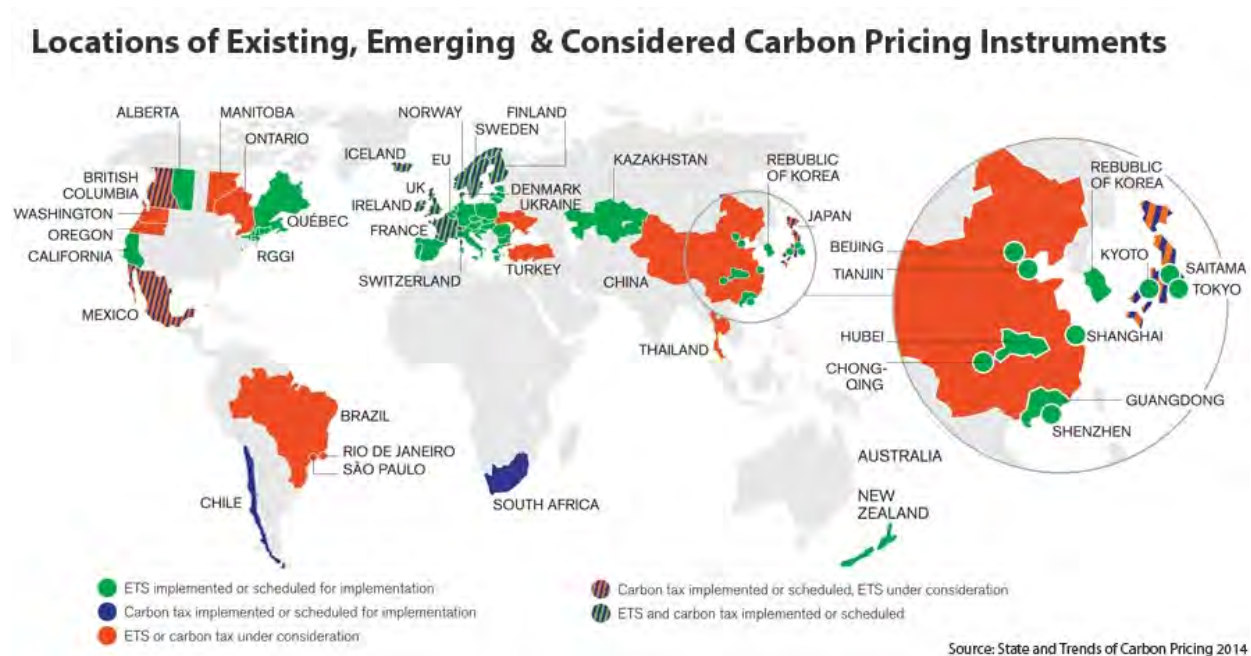 Locations of Existing, Emerging & Considered Carbon Pricing Instruments
ALBERTA
MANITOBA
ONTARIO
BRITISH
COLUMBIA
WASHINGTON
OREGON
CALIFORNIA
QUÉBEC
RGGI
MEXICO
NORWAY
FINLAND
SWEDEN
ICELAND
EU
UK
IRELAND
FRANCE
DENMARK
UKRAINE
SWITZERLAND
TURKEY
KAZAKHSTAN
REBUBLIC
OF KOREA
JAPAN
CHINA
THAILAND
REBUBLIC
OF KOREA
BEIJING
TIANJIN
KYOTO
SAITAMA
TOKYO
HUBEI
SHANGHAI
CHONG-
QING
GUANGDONG
SHENZHEN
BRAZIL
RIO DE JANEIRO
SÃO PAULO
CHILE
SOUTH AFRICA
AUSTRALIA
NEW
ZEALAND
ETS implemented or scheduled for implementation
Carbon tax implemented or scheduled for implementation
ETS or carbon tax under consideration
Carbon tax implemented or scheduled, ETS under consideration
ETS and carbon tax implemented or scheduled
Source: State and Trends of Carbon Pricing 2014